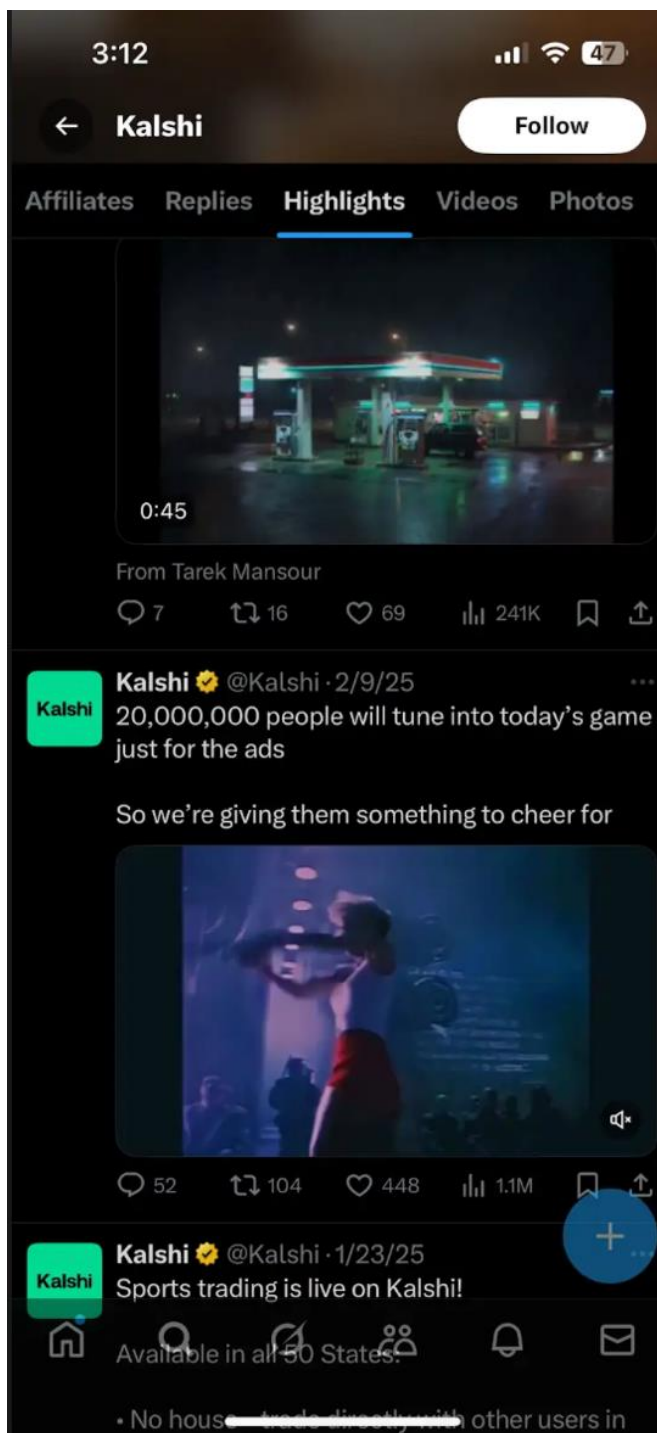 3:12
47
Kalshi
Follow
Affiliates Replies Highlights Videos Photos
0:45
From Tarek Mansour
7 16 69 241K
Kalshi @Kalshi · 2/9/25
Kalshi
20,000,000 people will tune into today's game
just for the ads
So we're giving them something to cheer for
52 104 448 1.1M
Kalshi @Kalshi · 1/23/25
Kalshi
Sports trading is live on Kalshi!
Available in all 50 States:
• No house - trade directly with other users in